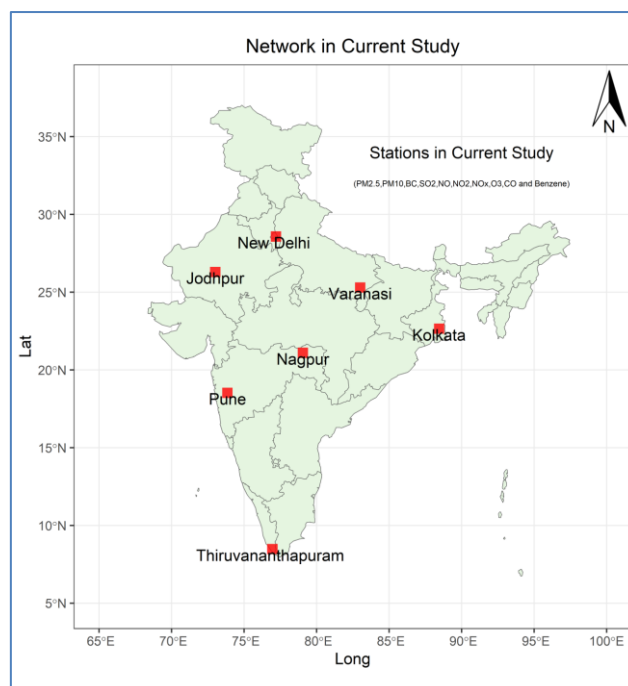 Network in Current Study
N
Stations in Current Study
(PM2.5,PM10,BC,SO2,NO,NO2,NOx,O3,CO and Benzene)
35°N
30°N
New Delhi
Jodhpur
25°N
Varanasi
Kolkata
Lat
Nagpur
20°N
Pune
15°N
10°N
Thiruvananthapuram
5°N
65°E 70°E 75°E 80°E 85°E 90°E 95°E 100°E
Long